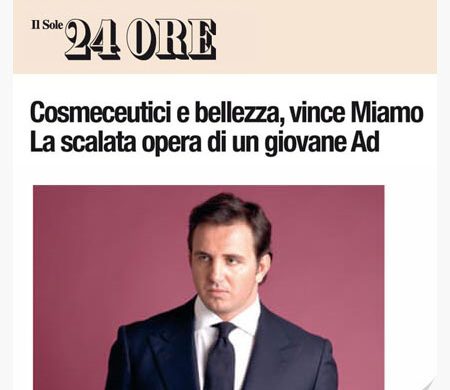 Il Sole 24 ORE
Cosmeceutici e bellezza, vince Miamo
La scalata opera di un giovane Ad